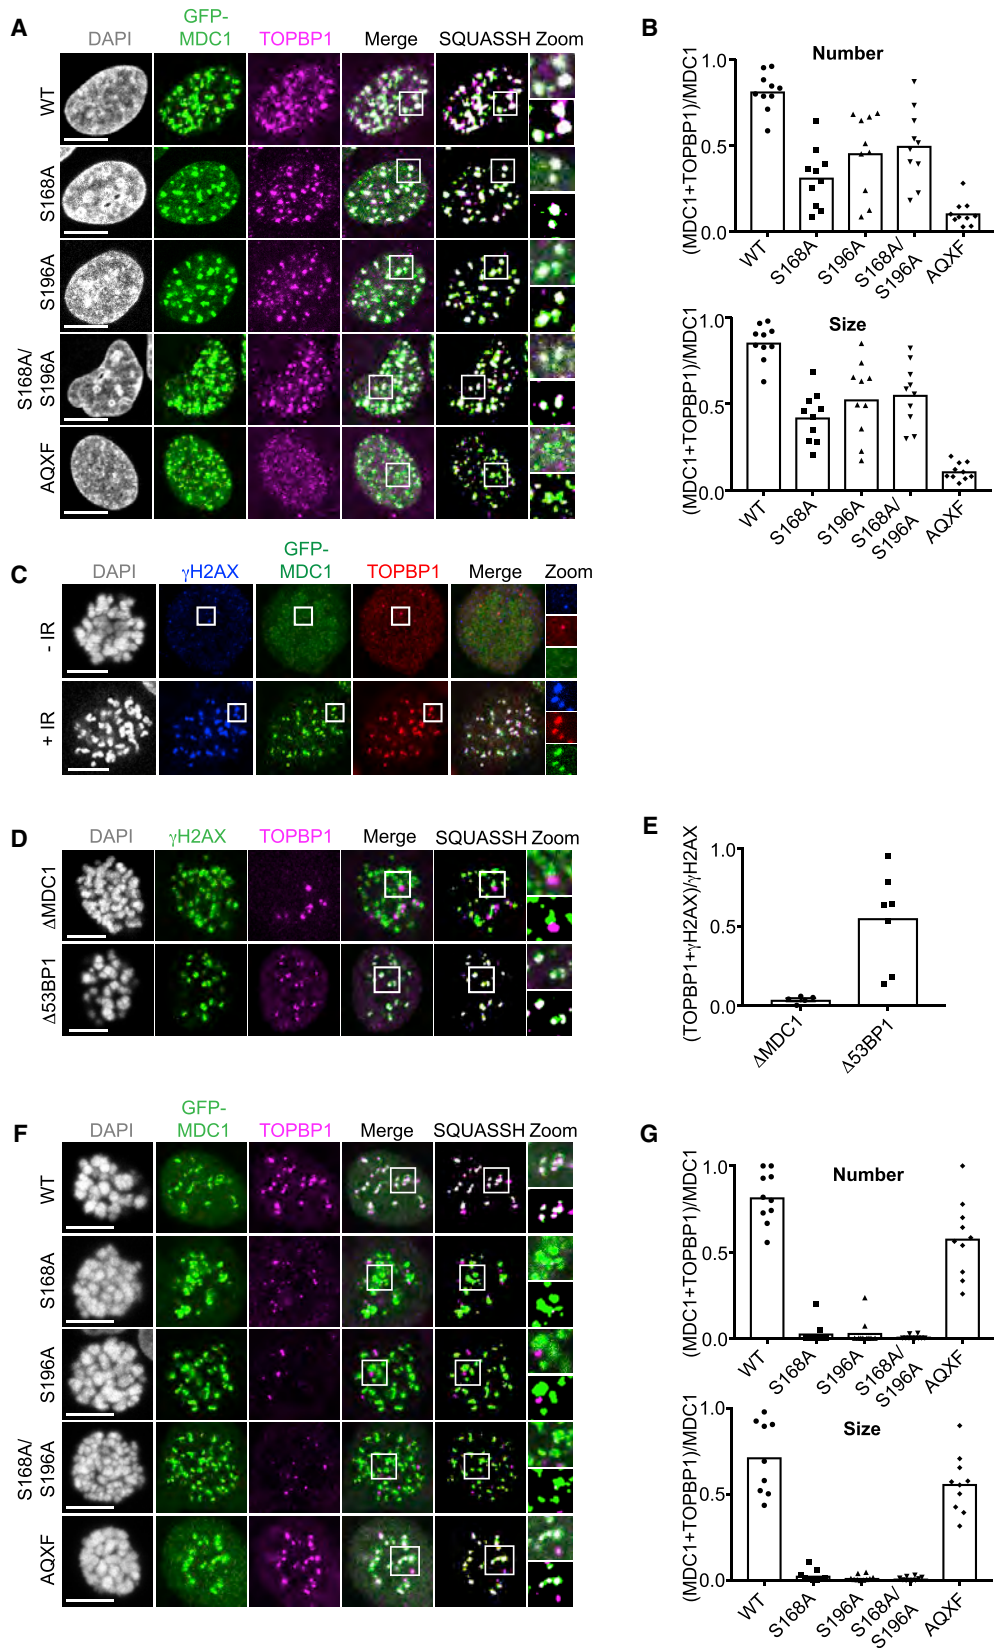 A
DAPI
GFP-
MDC1
TOPBP1
Merge
SQUASSH
Zoom
WT
S168A
S196A
S168A/
S196A
AQXF
B
Number
(MDC1+TOPBP1)/MDC1
1.0
0.5
0.0
WT
S168A
S196A
S168A/
S196A
AQXF
Size
(MDC1+TOPBP1)/MDC1
1.0
0.5
0.0
WT
S168A
S196A
S168A/
S196A
AQXF
C
DAPI
γH2AX
GFP-
MDC1
TOPBP1
Merge
Zoom
- IR
+ IR
D
DAPI
γH2AX
TOPBP1
Merge
SQUASSH
Zoom
ΔMDC1
Δ53BP1
E
(TOPBP1+γH2AX)/γH2AX
1.0
0.5
0.0
ΔMDC1
Δ53BP1
F
DAPI
GFP-
MDC1
TOPBP1
Merge
SQUASSH
Zoom
WT
S168A
S196A
S168A/
S196A
AQXF
G
Number
(MDC1+TOPBP1)/MDC1
1.0
0.5
0.0
WT
S168A
S196A
S168A/
S196A
AQXF
Size
(MDC1+TOPBP1)/MDC1
1.0
0.5
0.0
WT
S168A
S196A
S168A/
S196A
AQXF